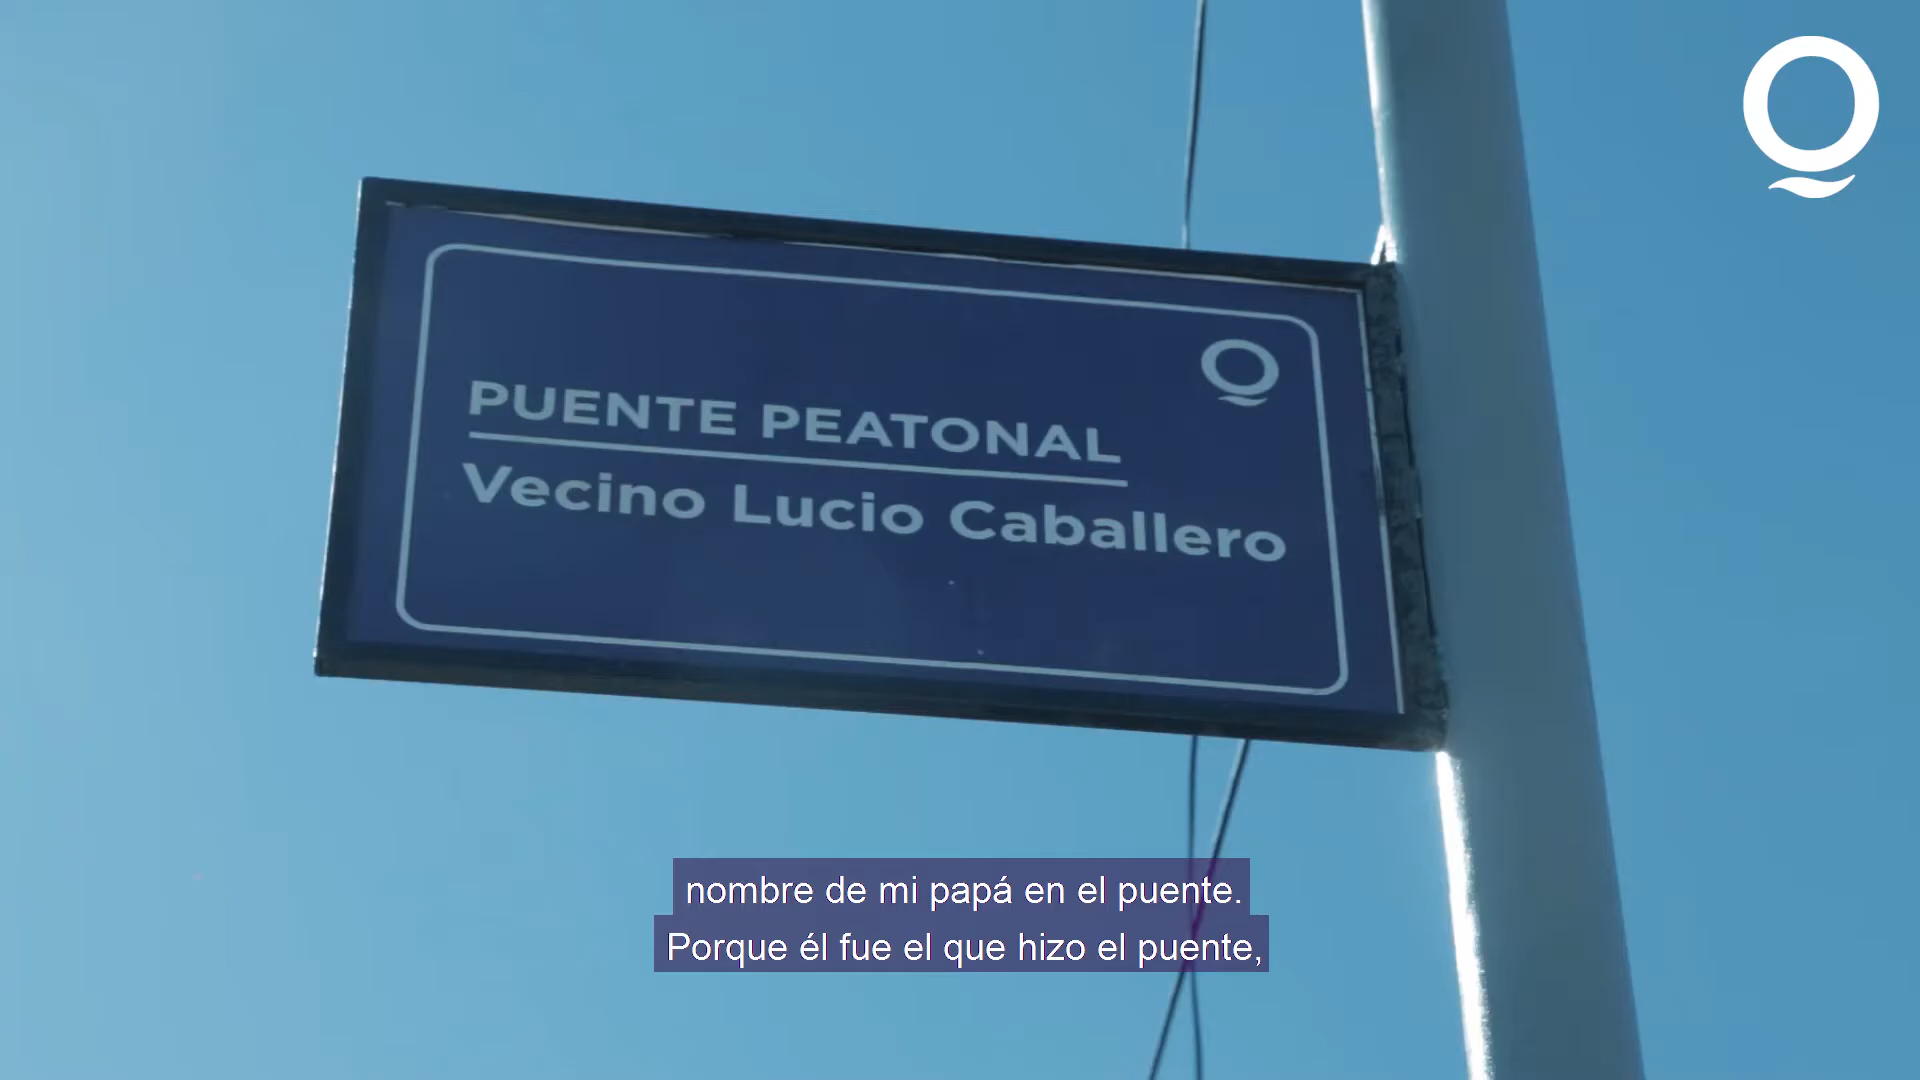 PUENTE PEATONAL
Vecino Lucio Caballero
nombre de mi papá en el puente.
Porque él fue el que hizo el puente,